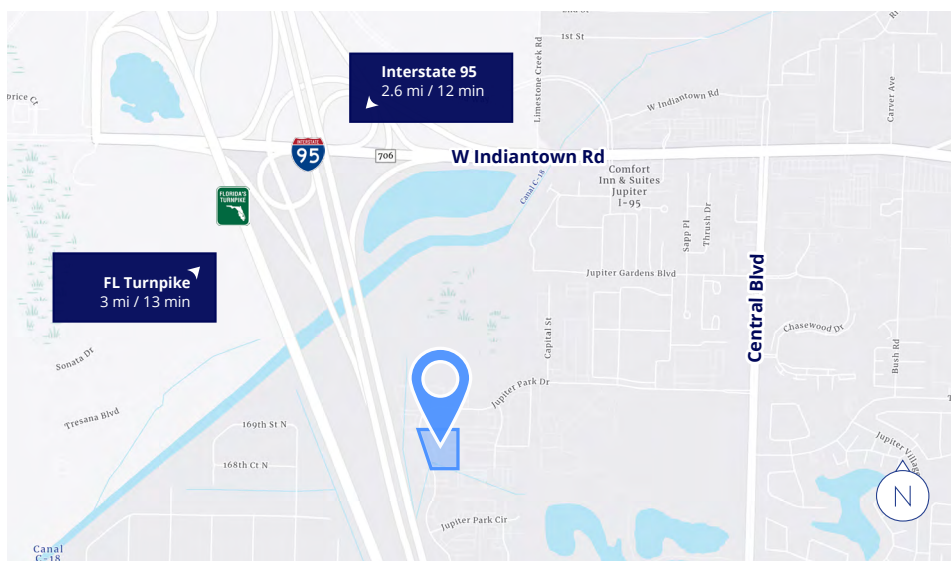 1st St
Limestone Creek Rd
Interstate 95
2.6 mi / 12 min
W Indiantown Rd
Carver Ave
INTERSTATE
95
706
W Indiantown Rd
Canal C-18
Comfort
Inn & Suites
Jupiter
I-95
FLORIDA'S
TURNPIKE
Sapp Pl
Thrush Dr
FL Turnpike
3 mi / 13 min
Jupiter Gardens Blvd
Central Blvd
Capital St
Chasewood Dr
Bush Rd
Sonata Dr
Tresana Blvd
Jupiter Park Dr
169th St N
168th Ct N
Jupiter Village
Jupiter Park Cir
N
Canal
C-18